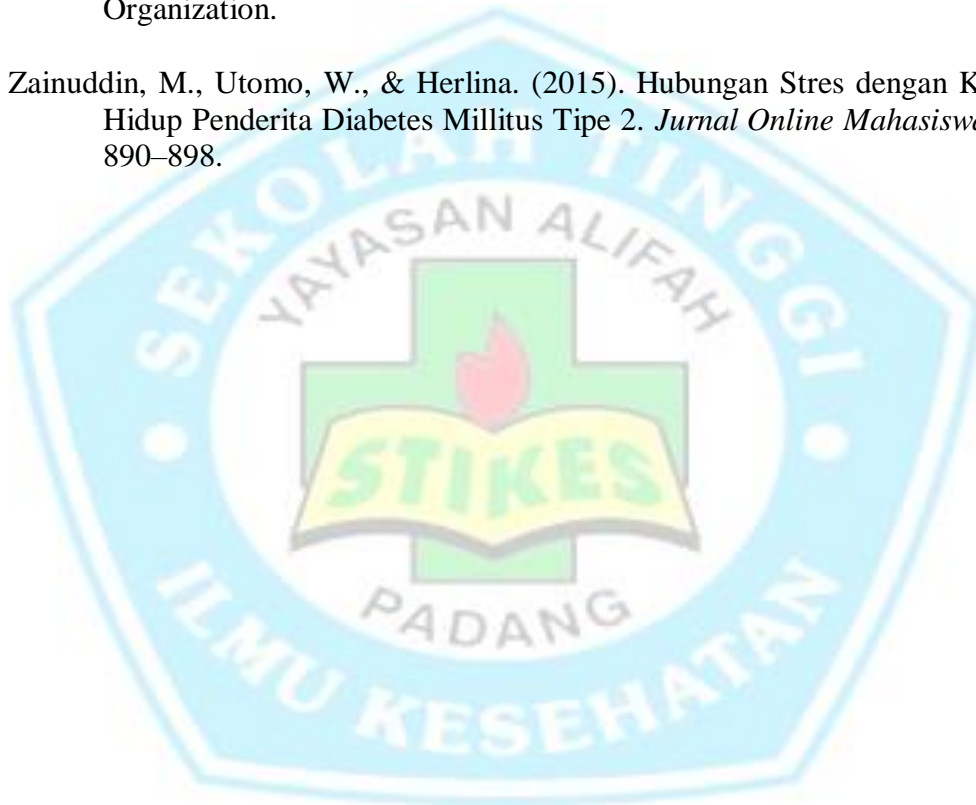 Organization.
Zainuddin, M., Utomo, W., & Herlina. (2015). Hubungan Stres dengan K
Hidup Penderita Diabetes Millitus Tipe 2. Jurnal Online Mahasiswa
890–898.
SEKOLAH TINGGI
YAYASAN ALIFAH
STIKES
PADANG
ILMU KESEHATAN